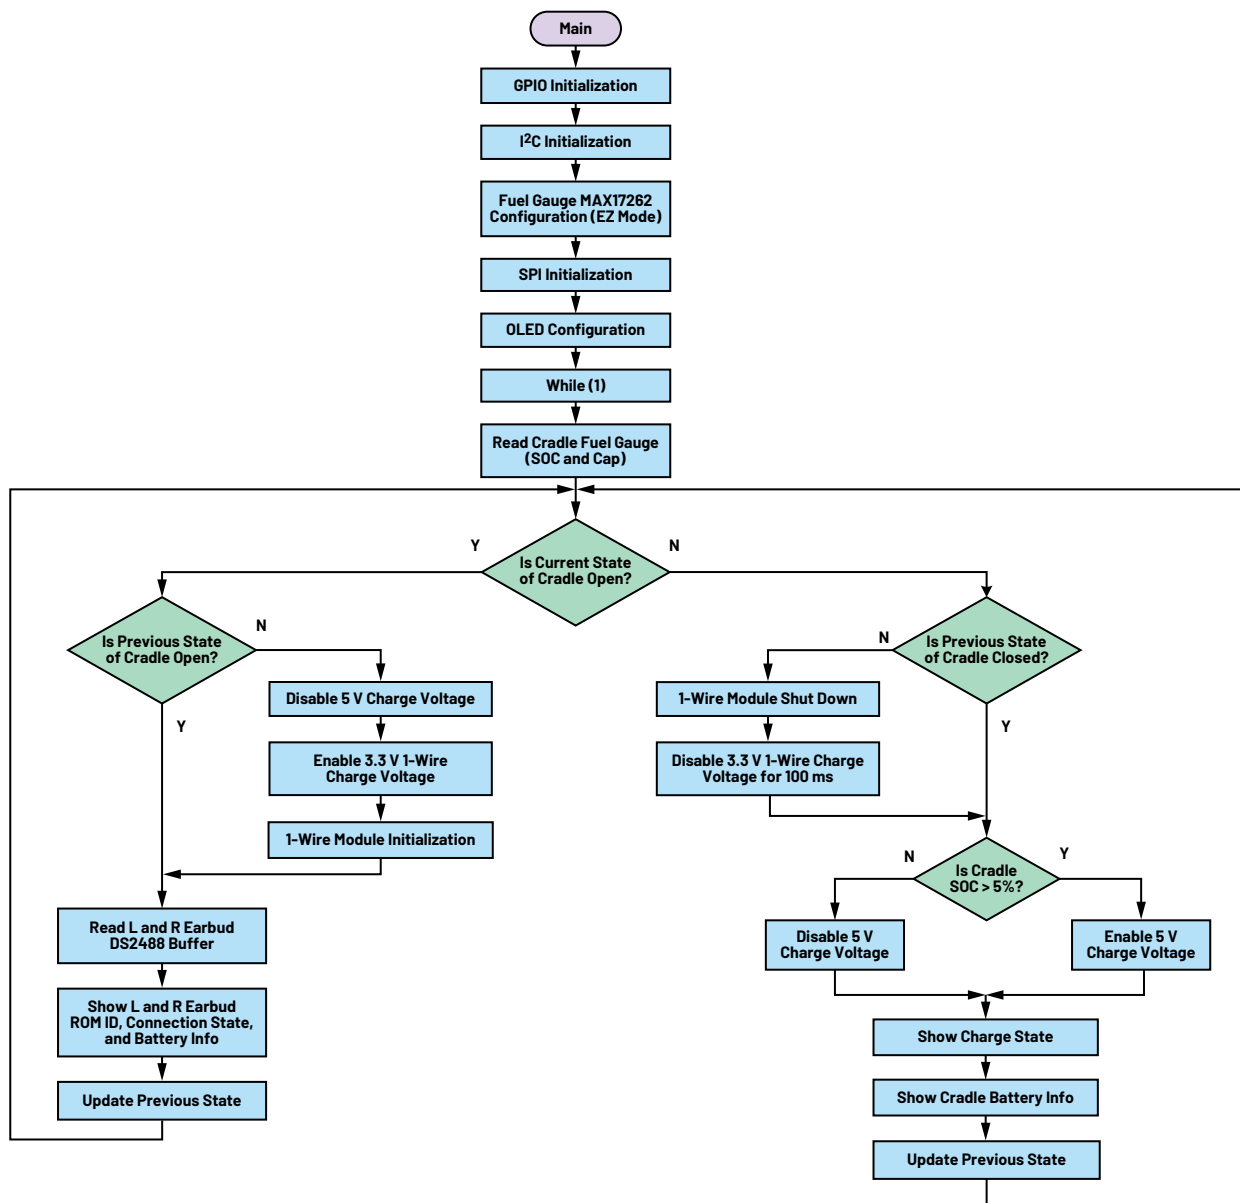 Main
GPIO Initialization
I²C Initialization
Fuel Gauge MAX17262
Configuration (EZ Mode)
SPI Initialization
OLED Configuration
While (1)
Read Cradle Fuel Gauge
(SOC and Cap)
Y
N
Is Current State
of Cradle Open?
Is Previous State
of Cradle Open?
N
Y
Disable 5 V Charge Voltage
Enable 3.3 V 1-Wire
Charge Voltage
1-Wire Module Initialization
Read L and R Earbud
DS2488 Buffer
Show L and R Earbud
ROM ID, Connection State,
and Battery Info
Update Previous State
Is Previous State
of Cradle Closed?
N
Y
1-Wire Module Shut Down
Disable 3.3 V 1-Wire Charge
Voltage for 100 ms
N
Y
Is Cradle
SOC > 5%?
Disable 5 V
Charge Voltage
Enable 5 V
Charge Voltage
Show Charge State
Show Cradle Battery Info
Update Previous State